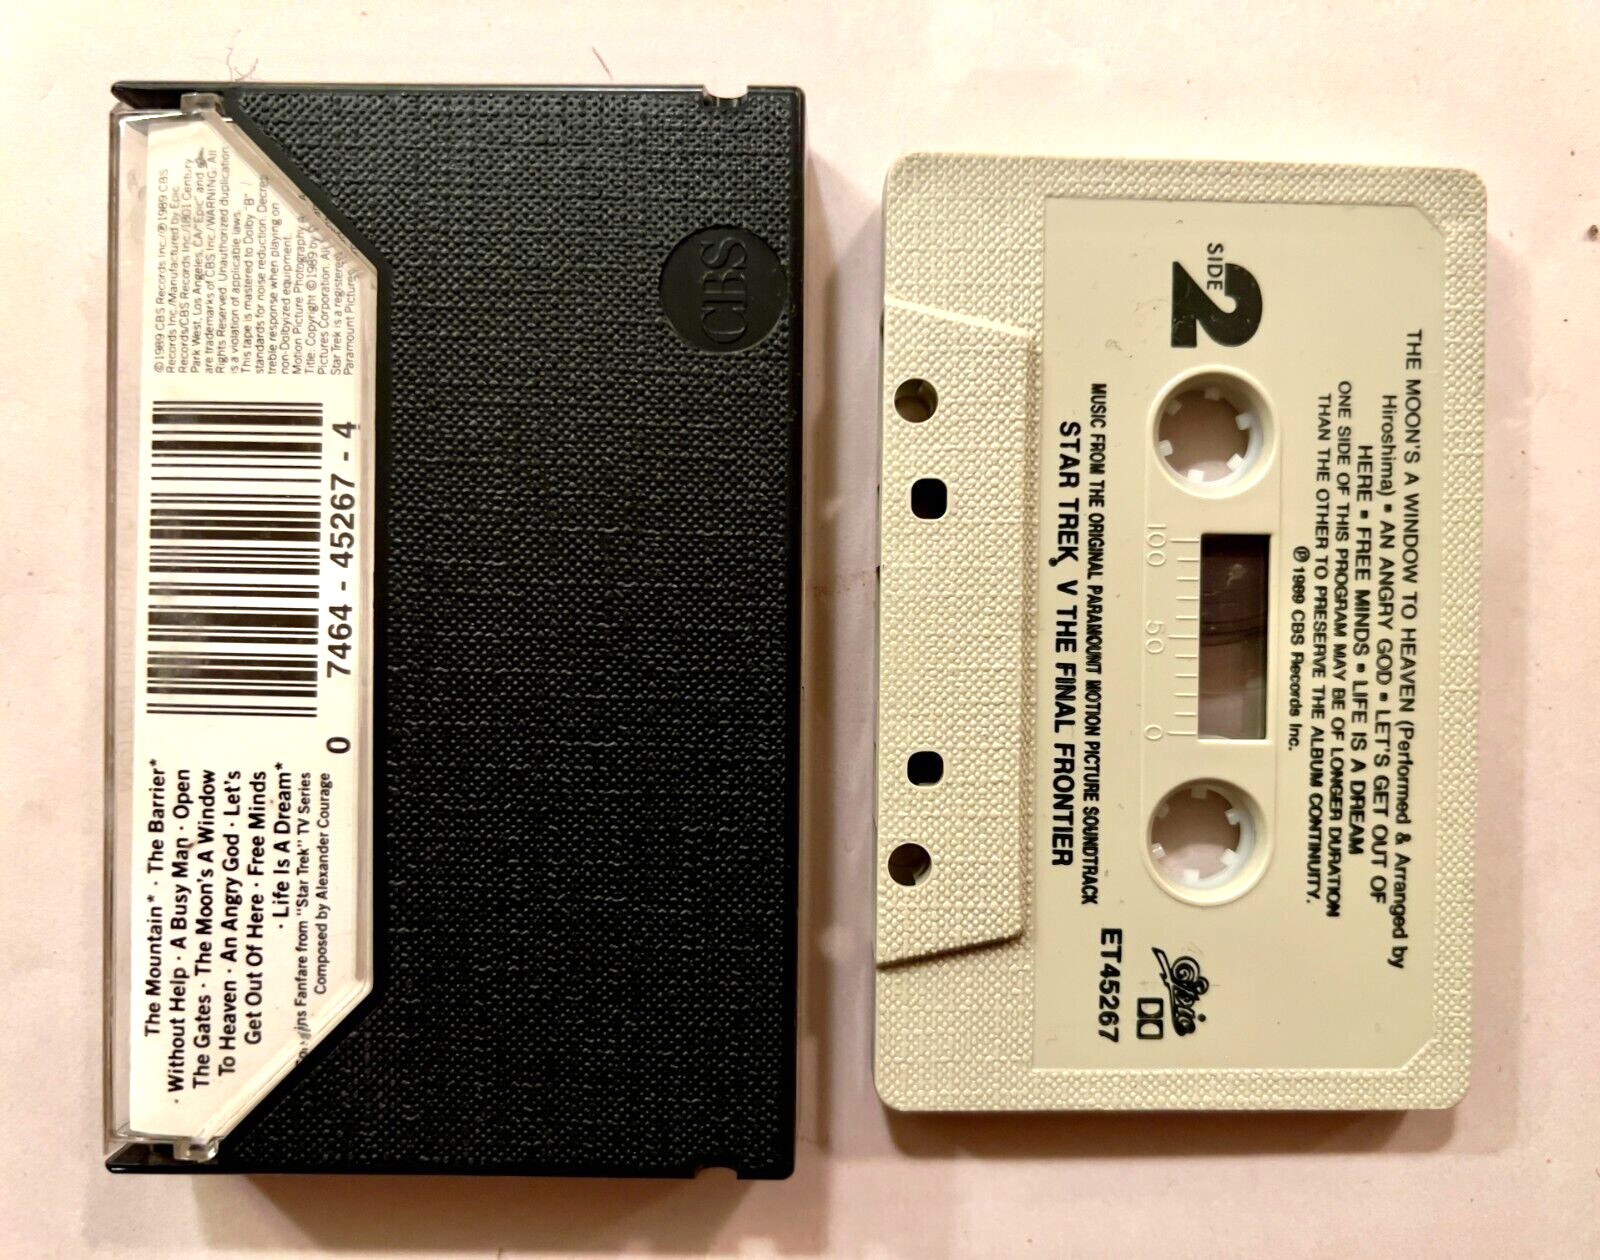 ©1989 CBS Records Inc./℗1989 CBS
Records Inc./Manufactured by Epic
Records/CBS Records Inc./1801 Century
Park West, Los Angeles, CA/"Epic" and
are trademarks of CBS Inc./WARNING: All
Rights Reserved. Unauthorized duplication
is a violation of applicable laws.
This tape is mastered to Dolby "B"
standards for noise reduction.
treble response when playing on
non-Dolbyized equipment.
Motion Picture Photography
Title: Copyright ©1989 by
Pictures Corporation. All
Star Trek is a registered
Paramount Pictures
0 7464 - 45267 - 4
The Mountain* · The Barrier*
· Without Help · A Busy Man · Open
The Gates · The Moon's A Window
To Heaven · An Angry God · Let's
Get Out Of Here · Free Minds
· Life Is A Dream*
Fanfare from "Star Trek" TV Series
Composed by Alexander Courage
CBS
SIDE
2
THE MOON'S A WINDOW TO HEAVEN (Performed & Arranged by
Hiroshima) ▪ AN ANGRY GOD ▪ LET'S GET OUT OF
HERE ▪ FREE MINDS ▪ LIFE IS A DREAM
ONE SIDE OF THIS PROGRAM MAY BE OF LONGER DURATION
THAN THE OTHER TO PRESERVE THE ALBUM CONTINUITY.
℗ 1989 CBS Records Inc.
100 50 0
MUSIC FROM THE ORIGINAL PARAMOUNT MOTION PICTURE SOUNDTRACK
STAR TREK® V THE FINAL FRONTIER
Epic
ET 45267